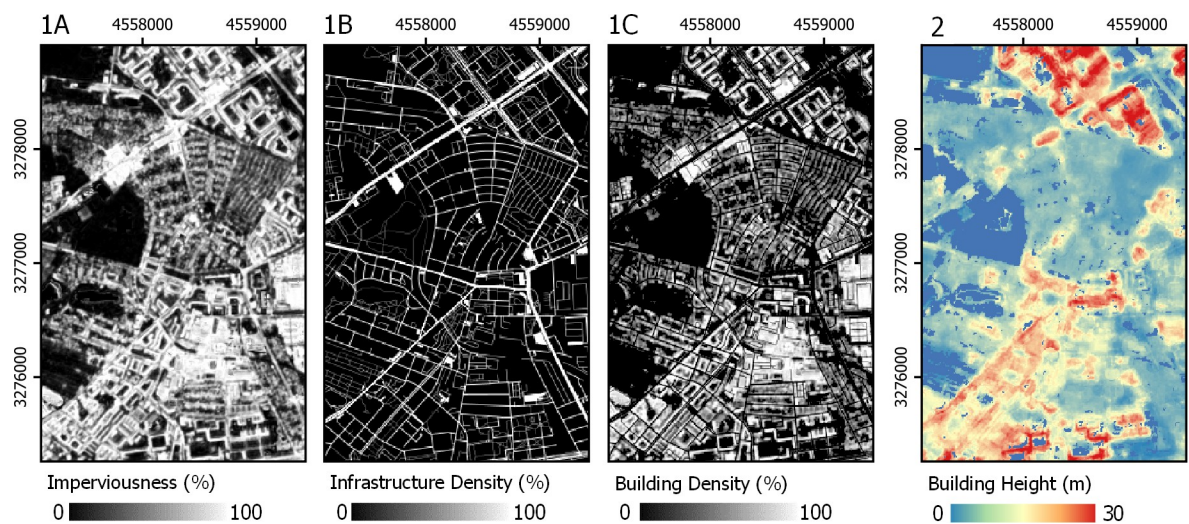 1A 4558000 4559000 1B 4558000 4559000 1C 4558000 4559000 2 4558000 4559000
3278000 3278000
3277000 3277000
3276000 3276000
Imperviousness (%) Infrastructure Density (%) Building Density (%) Building Height (m)
0 100 0 100 0 100 0 30